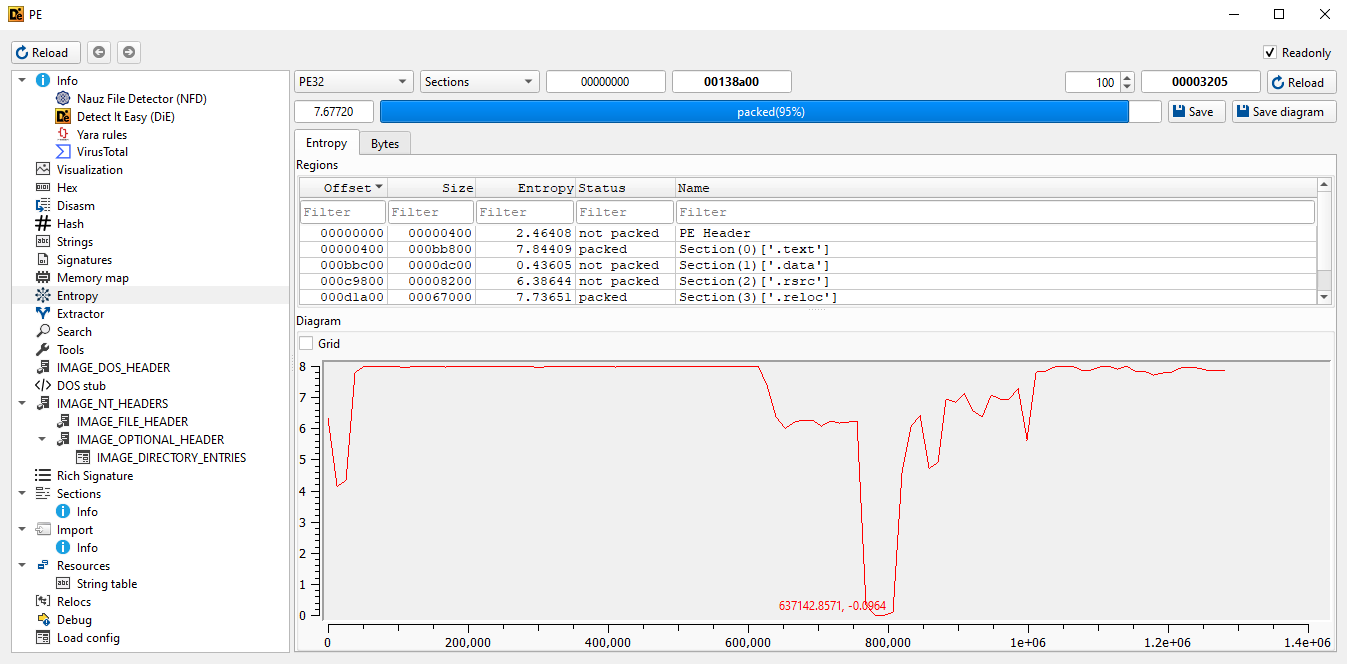 PE
Reload
Readonly
Info
Nauz File Detector (NFD)
Detect It Easy (DiE)
Yara rules
VirusTotal
Visualization
Hex
Disasm
Hash
Strings
Signatures
Memory map
Entropy
Extractor
Search
Tools
IMAGE_DOS_HEADER
DOS stub
IMAGE_NT_HEADERS
IMAGE_FILE_HEADER
IMAGE_OPTIONAL_HEADER
IMAGE_DIRECTORY_ENTRIES
Rich Signature
Sections
Info
Import
Info
Resources
String table
Relocs
Debug
Load config
PE32 Sections 00000000 00138a00 100 00003205 Reload
7.67720 packed(95%) Save Save diagram
Entropy Bytes
Regions
Offset Size Entropy Status Name
Filter Filter Filter Filter Filter
00000000 00000400 2.46408 not packed PE Header
00000400 000bb800 7.84409 packed Section(0)['.text']
000bbc00 0000dc00 0.43605 not packed Section(1)['.data']
000c9800 00008200 6.38644 not packed Section(2)['.rsrc']
000d1a00 00067000 7.73651 packed Section(3)['.reloc']
Diagram
Grid
8
7
6
5
4
3
2
1
0
637142.8571, -0.0964
0 200,000 400,000 600,000 800,000 1e+06 1.2e+06 1.4e+06